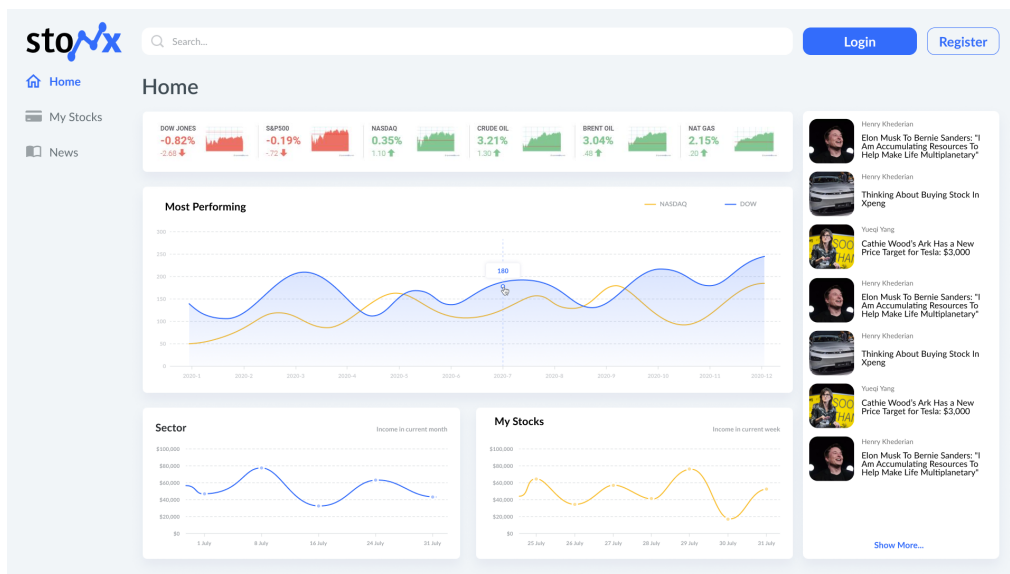 stonx
Search...
Login
Register
Home
My Stocks
News
Home
DOW JONES
-0.82%
-2.68
S&P500
-0.19%
-.72
NASDAQ
0.35%
1.10
CRUDE OIL
3.21%
1.30
BRENT OIL
3.04%
.48
NAT GAS
2.15%
.20
Most Performing
NASDAQ
DOW
300
250
200
150
100
50
0
180
2020-1
2020-2
2020-3
2020-4
2020-5
2020-6
2020-7
2020-8
2020-9
2020-10
2020-11
2020-12
Sector
Income in current month
$100,000
$80,000
$60,000
$40,000
$20,000
$0
1 July
8 July
16 July
24 July
31 July
My Stocks
Income in current week
$100,000
$80,000
$60,000
$40,000
$20,000
$0
25 July
26 July
27 July
28 July
29 July
30 July
31 July
Henry Khederian
Elon Musk To Bernie Sanders: "I
Am Accumulating Resources To
Help Make Life Multiplanetary"
Henry Khederian
Thinking About Buying Stock In
Xpeng
Yueqi Yang
Cathie Wood's Ark Has a New
Price Target for Tesla: $3,000
Henry Khederian
Elon Musk To Bernie Sanders: "I
Am Accumulating Resources To
Help Make Life Multiplanetary"
Henry Khederian
Thinking About Buying Stock In
Xpeng
Yueqi Yang
Cathie Wood's Ark Has a New
Price Target for Tesla: $3,000
Henry Khederian
Elon Musk To Bernie Sanders: "I
Am Accumulating Resources To
Help Make Life Multiplanetary"
Show More...